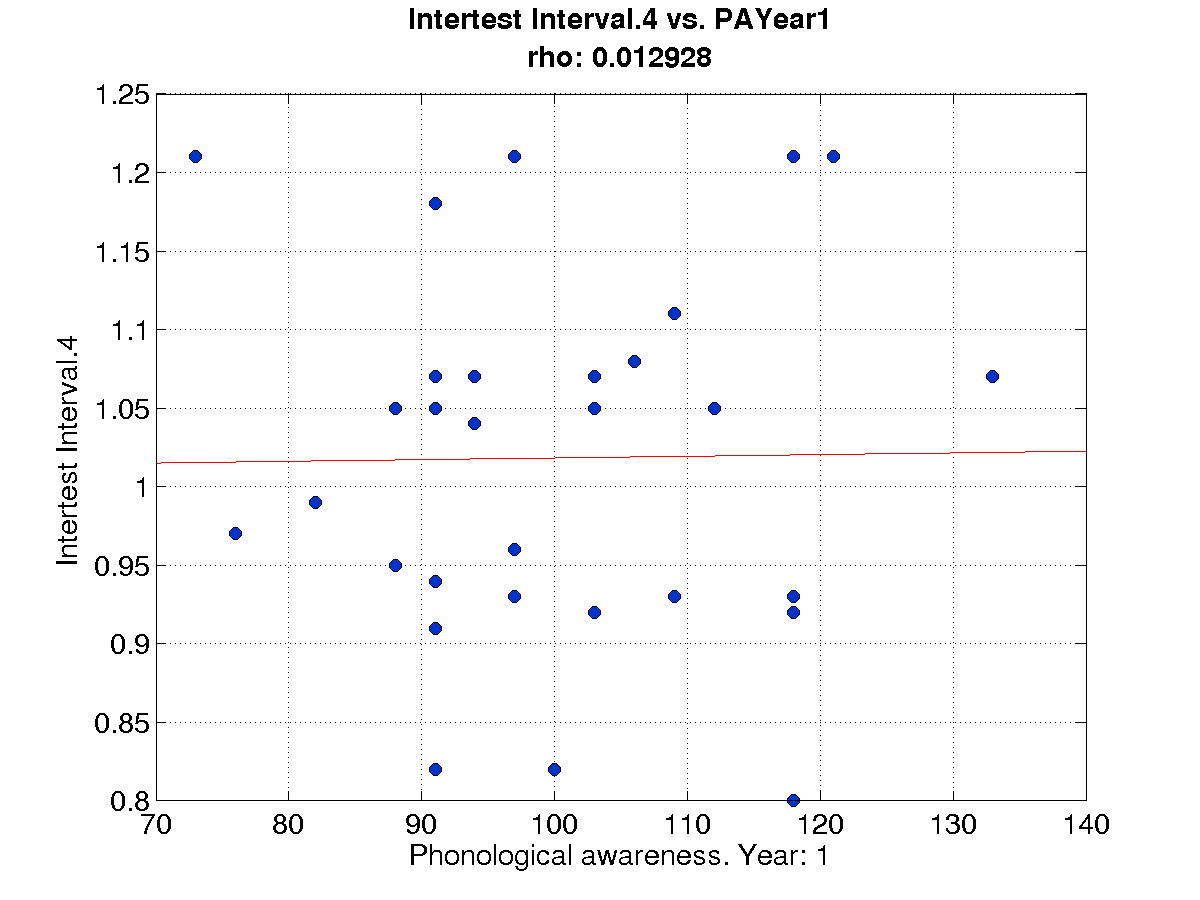 Intertest Interval.4 vs. PAYear1
rho: 0.012928
1.25
1.2
1.15
1.1
1.05
1
0.95
0.9
0.85
0.8
Intertest Interval.4
70 80 90 100 110 120 130 140
Phonological awareness. Year: 1